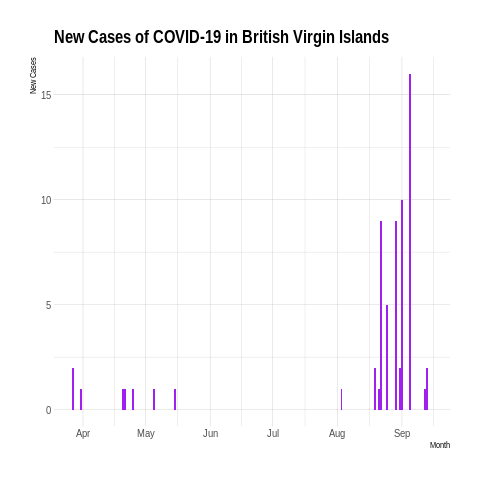 New Cases of COVID-19 in British Virgin Islands
New Cases
15
10
5
0
Apr May Jun Jul Aug Sep
Month